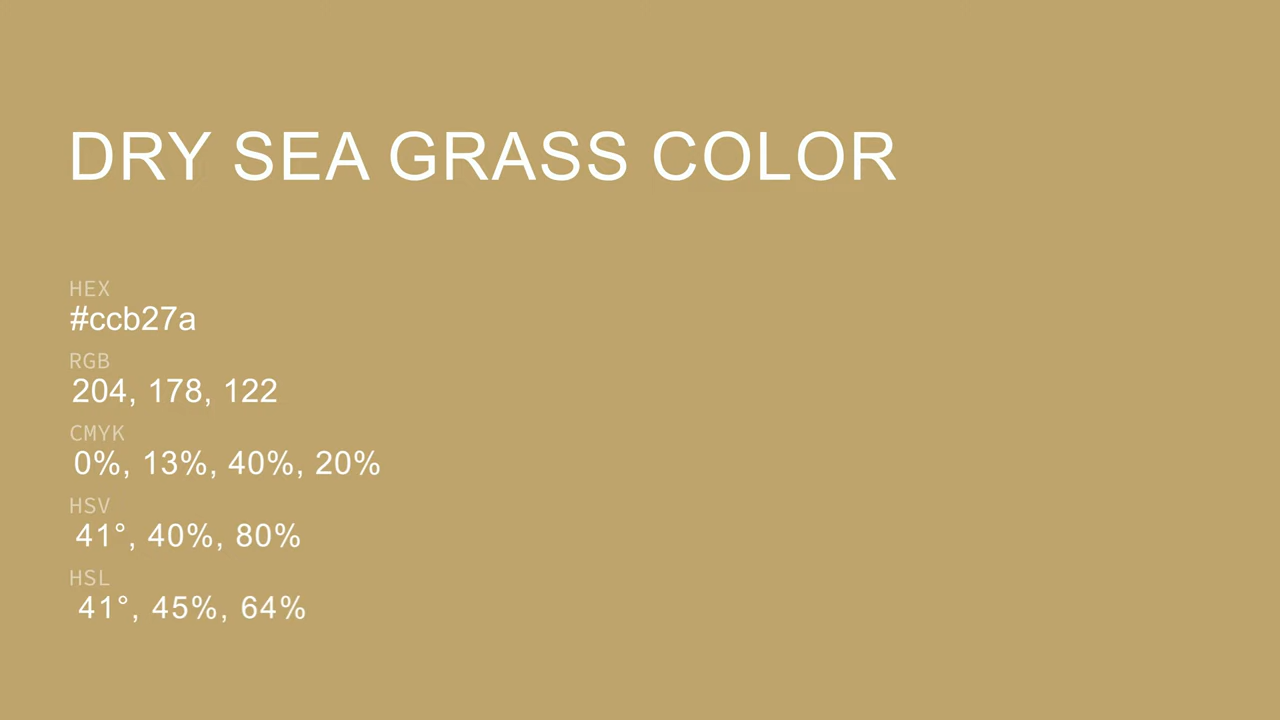 DRY SEA GRASS COLOR
HEX
#ccb27a
RGB
204, 178, 122
CMYK
0%, 13%, 40%, 20%
HSV
41°, 40%, 80%
HSL
41°, 45%, 64%